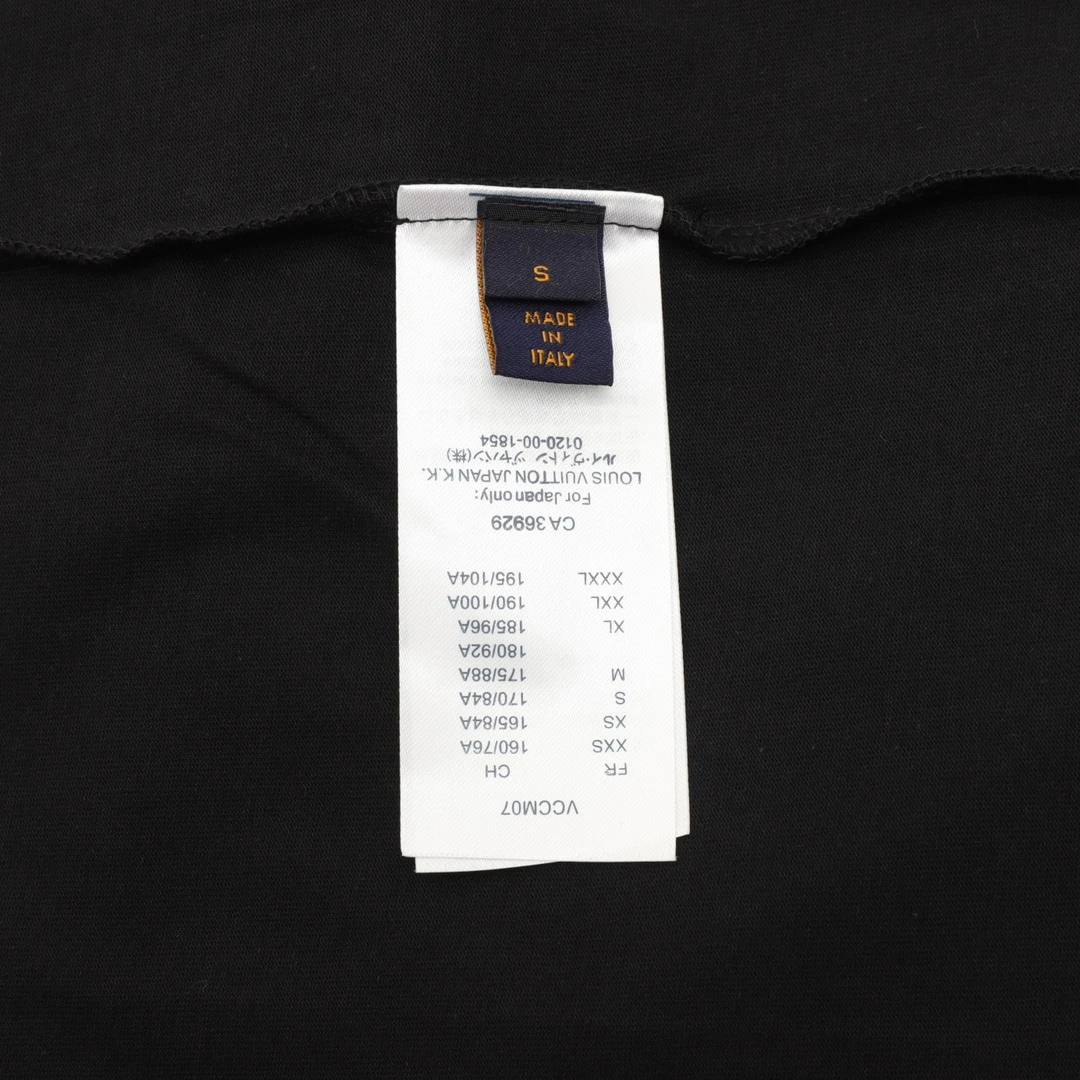 S
MADE
IN
ITALY
VCCM07
FR CH
XXS 160/76A
XS 165/84A
S 170/84A
M 175/88A
180/92A
XL 185/96A
XXL 190/100A
XXXL 195/104A
CA 36929
For Japan only:
LOUIS VUITTON JAPAN K.K.
ルイ・ヴィトン ジャパン(株)
0120-00-1854